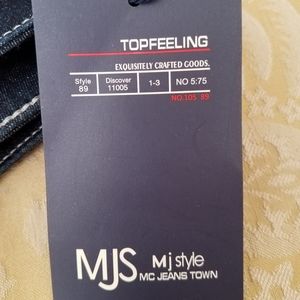 TOPFEELING
EXQUISITELY CRAFTED GOODS.
Style 89 Discover 11005 1-3 NO 5:75
NO.105 89
MJS Mj style
MC JEANS TOWN